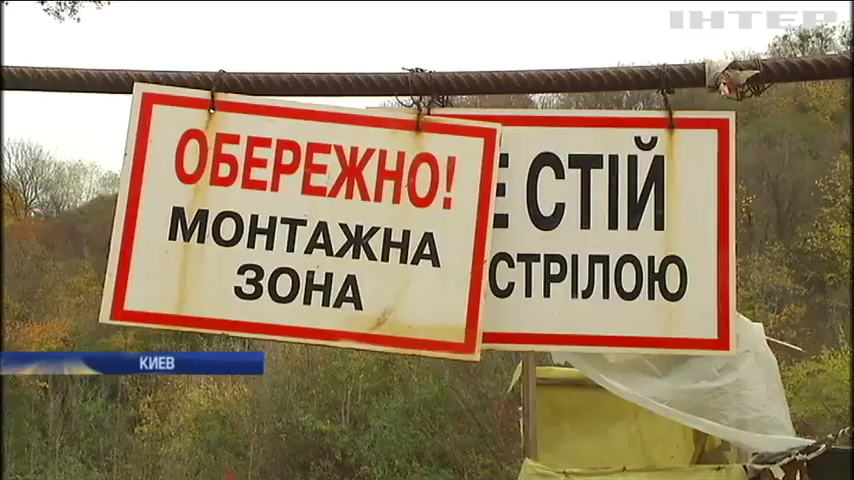 ІНТЕР
ОБЕРЕЖНО!
МОНТАЖНА
ЗОНА
Е СТІЙ
СТРІЛОЮ
КИЕВ